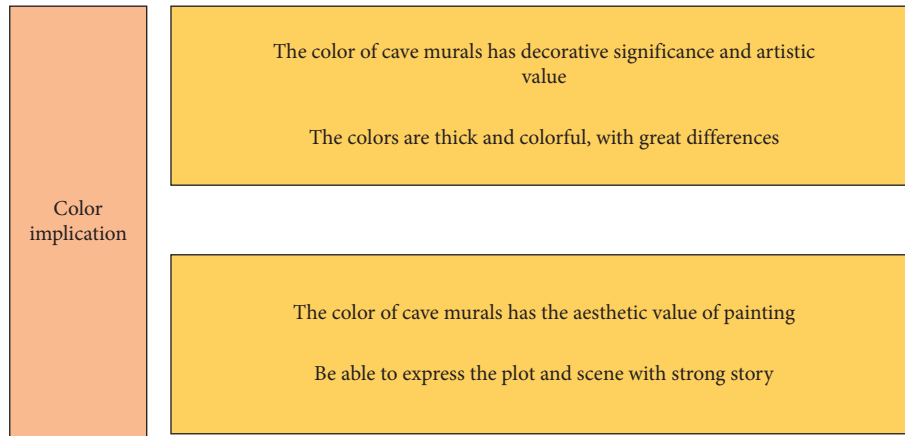 Color
implication
The color of cave murals has decorative significance and artistic
value
The colors are thick and colorful, with great differences
The color of cave murals has the aesthetic value of painting
Be able to express the plot and scene with strong story